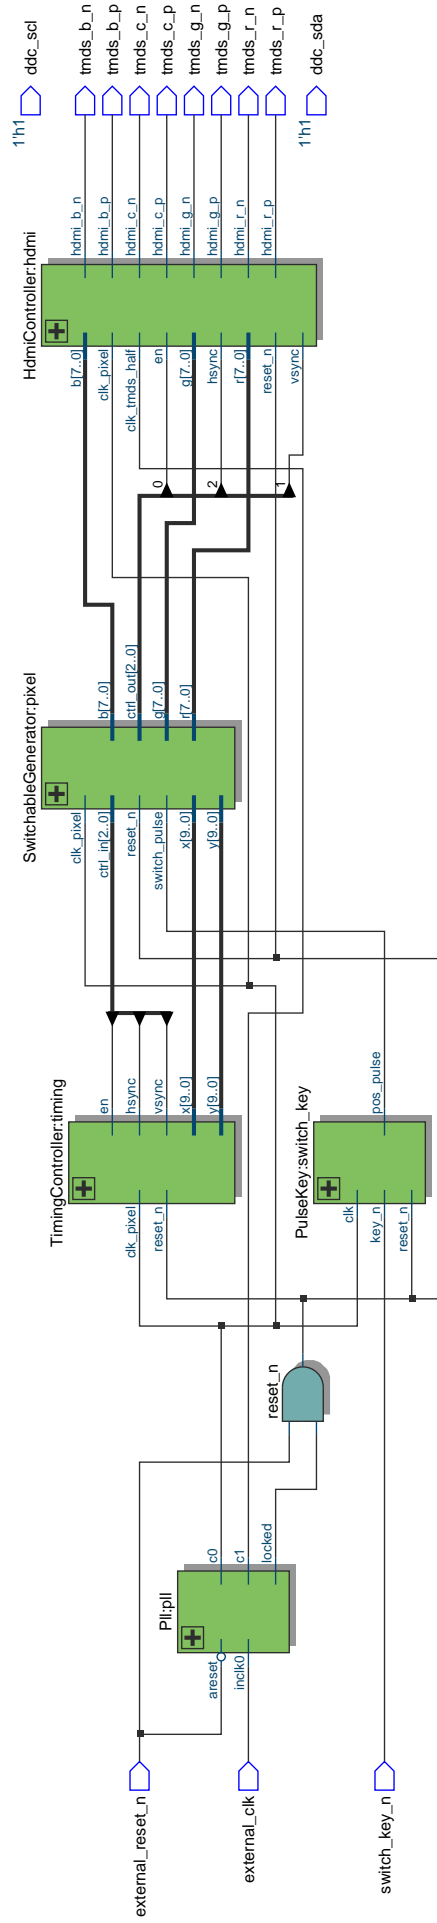 external_reset_n
external_clk
switch_key_n
Pll:pll
areset
inclk0
c0
c1
locked
reset_n
TimingController:timing
clk_pixel
reset_n
en
hsync
vsync
x[9..0]
y[9..0]
PulseKey:switch_key
clk
key_n
reset_n
pos_pulse
SwitchableGenerator:pixel
clk_pixel
ctrl_in[2..0]
reset_n
switch_pulse
x[9..0]
y[9..0]
b[7..0]
ctrl_out[2..0]
g[7..0]
r[7..0]
0
2
1
HdmiController:hdmi
b[7..0]
clk_pixel
clk_tmds_half
en
g[7..0]
hsync
r[7..0]
reset_n
vsync
hdmi_b_n
hdmi_b_p
hdmi_c_n
hdmi_c_p
hdmi_g_n
hdmi_g_p
hdmi_r_n
hdmi_r_p
1'h1
ddc_scl
tmds_b_n
tmds_b_p
tmds_c_n
tmds_c_p
tmds_g_n
tmds_g_p
tmds_r_n
tmds_r_p
1'h1
ddc_sda